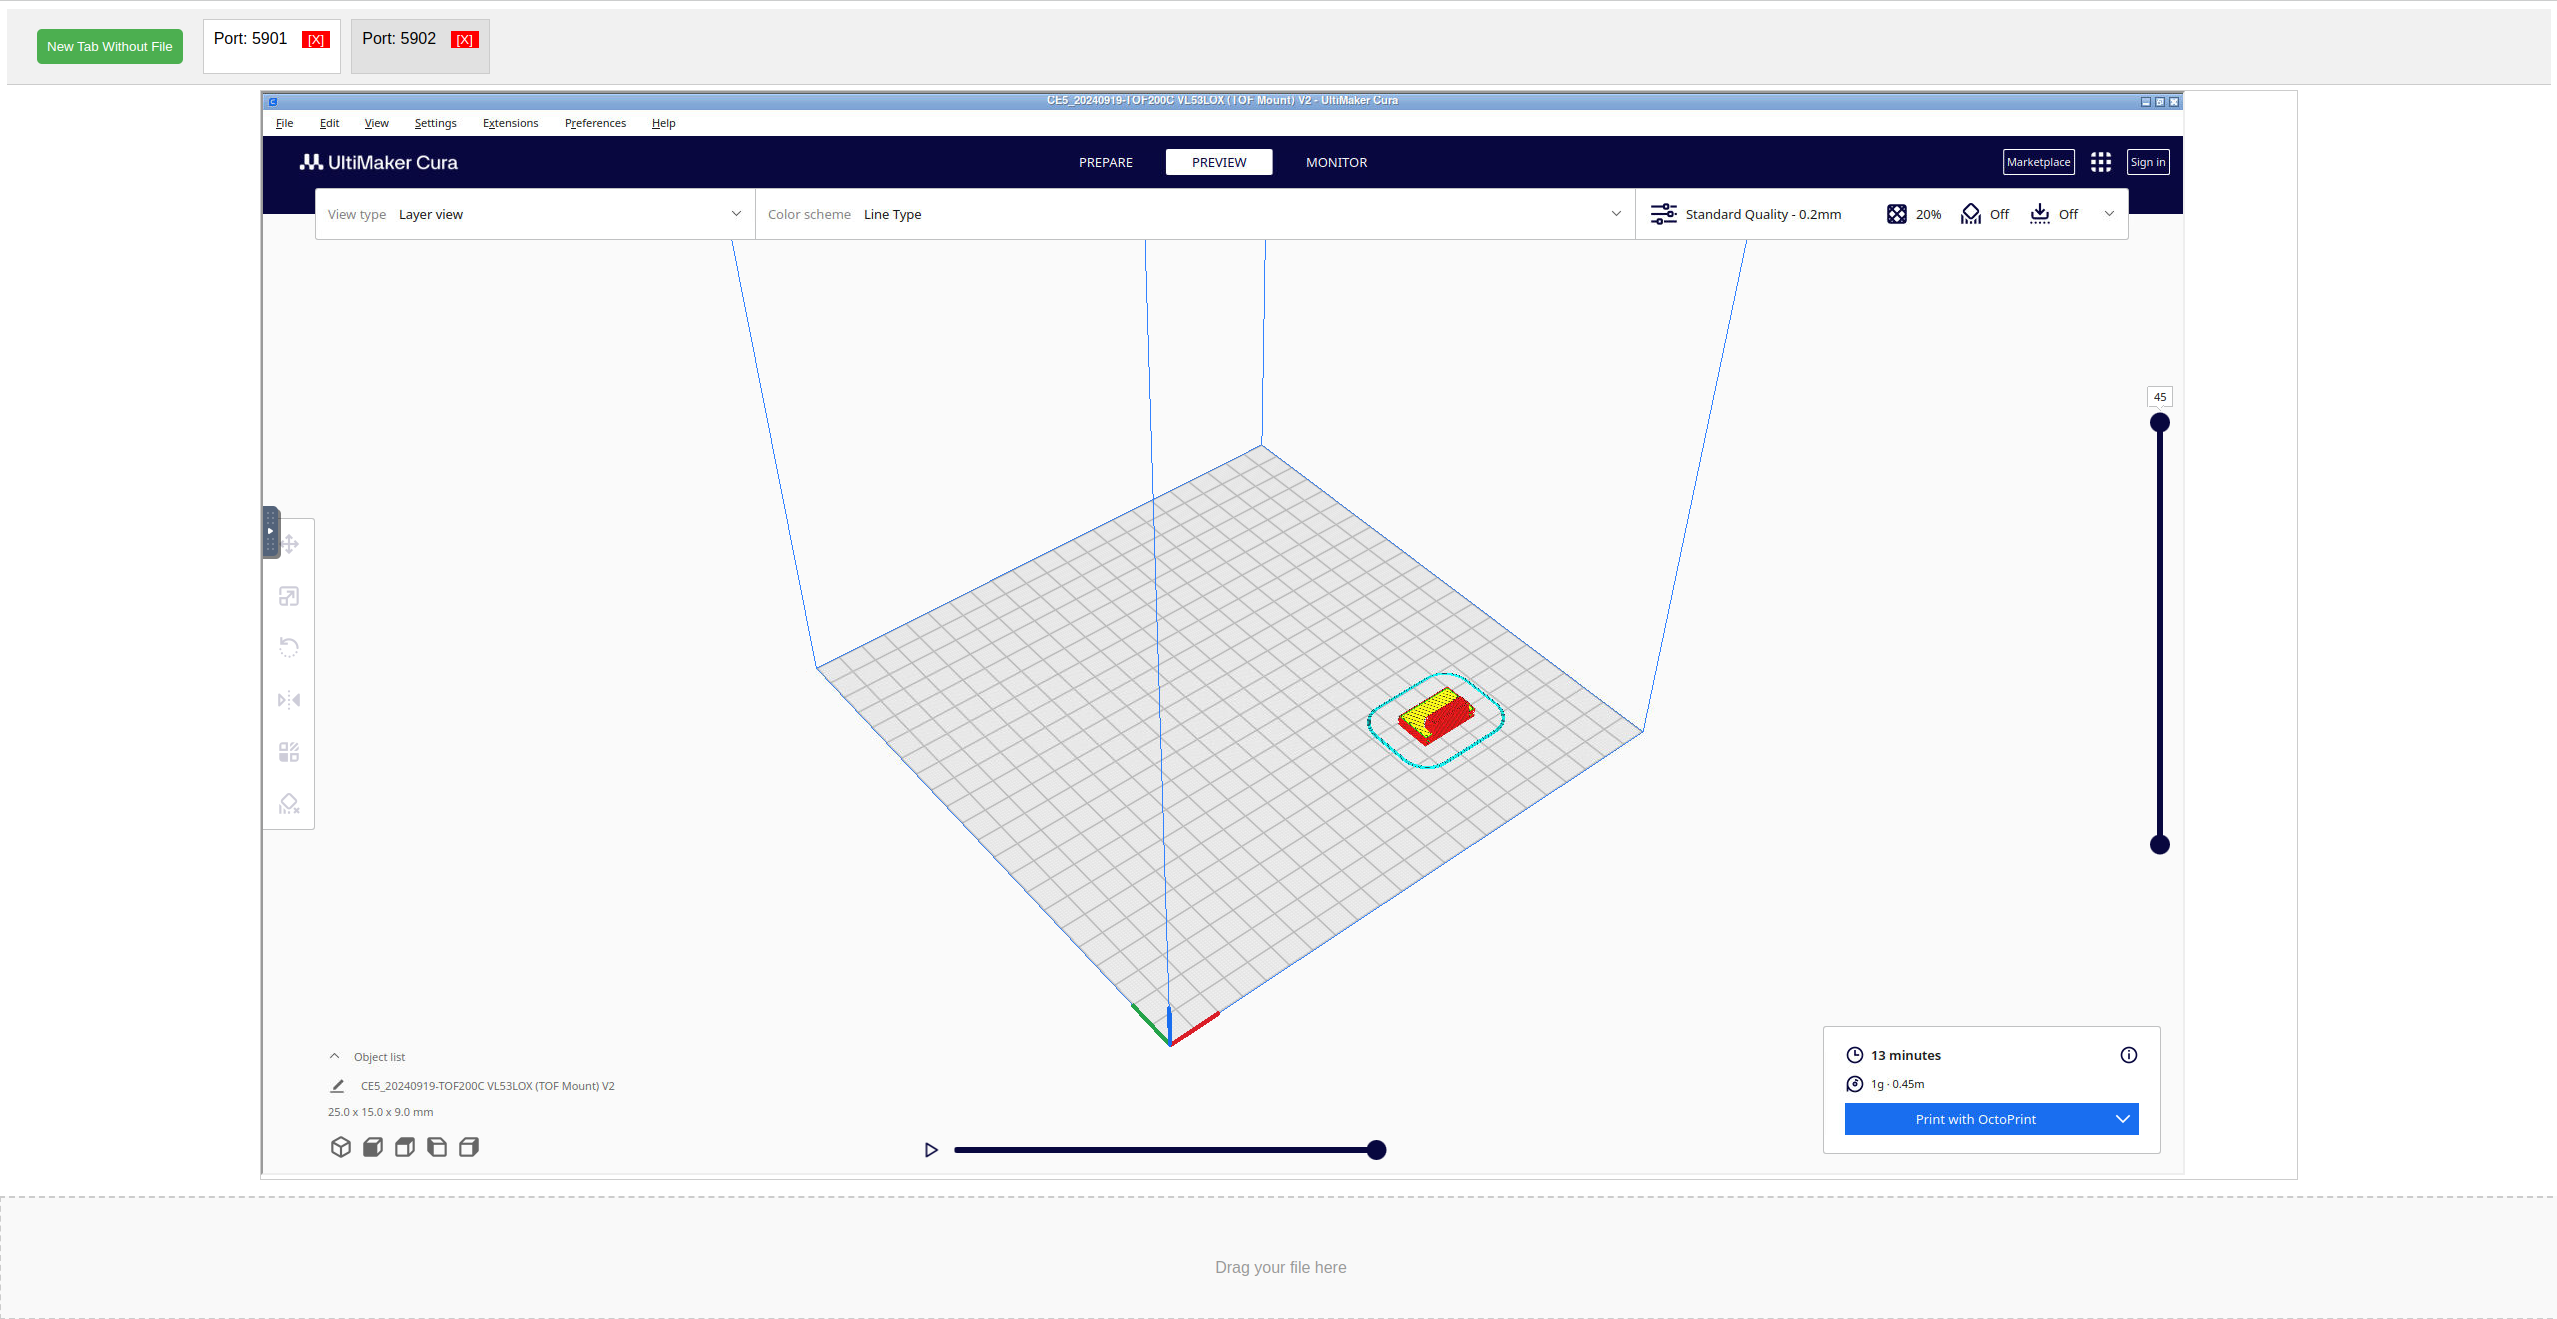 New Tab Without File
Port: 5901 [X]
Port: 5902 [X]
CE5_20240919-TOF200C VL53LOX (TOF Mount) V2 - UltiMaker Cura
File Edit View Settings Extensions Preferences Help
UltiMaker Cura
PREPARE PREVIEW MONITOR
Marketplace
Sign in
View type Layer view
Color scheme Line Type
Standard Quality - 0.2mm 20% Off Off
45
Object list
CE5_20240919-TOF200C VL53LOX (TOF Mount) V2
25.0 x 15.0 x 9.0 mm
13 minutes
1g · 0.45m
Print with OctoPrint
Drag your file here